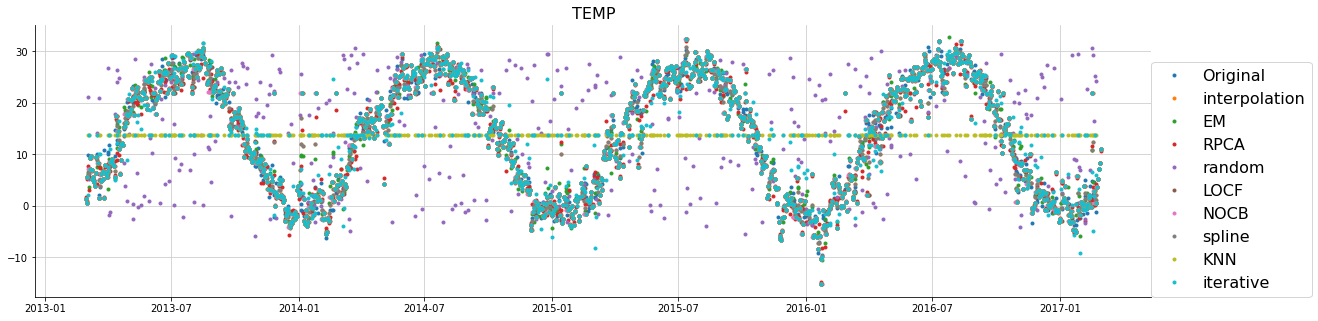 TEMP
30
20
10
0
−10
2013-01 2013-07 2014-01 2014-07 2015-01 2015-07 2016-01 2016-07 2017-01
Original
interpolation
EM
RPCA
random
LOCF
NOCB
spline
KNN
iterative